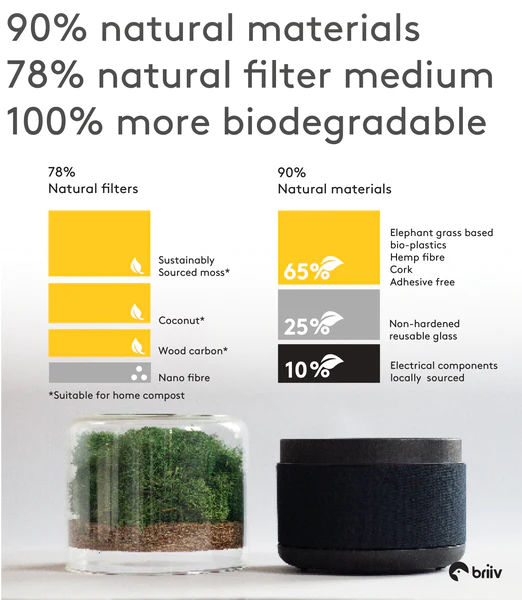 90% natural materials
78% natural filter medium
100% more biodegradable
78%
Natural filters
Sustainably
Sourced moss*
Coconut*
Wood carbon*
Nano fibre
*Suitable for home compost
90%
Natural materials
65%
Elephant grass based
bio-plastics
Hemp fibre
Cork
Adhesive free
25%
Non-hardened
reusable glass
10%
Electrical components
locally sourced
briiv